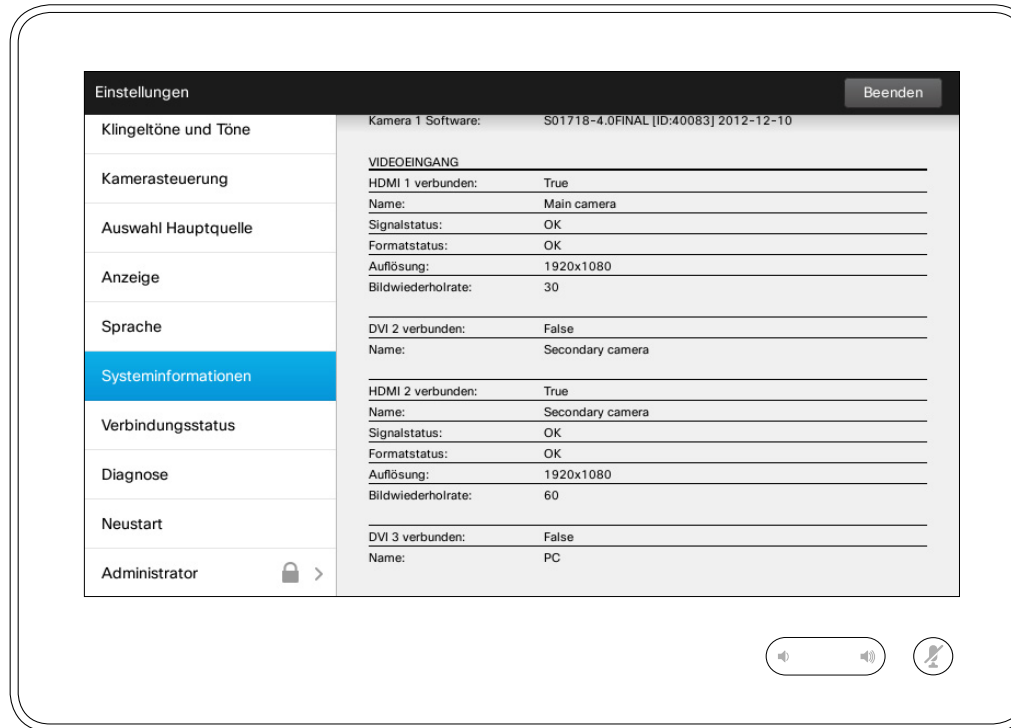 Einstellungen
Beenden
Klingeltöne und Töne
Kamerasteuerung
Auswahl Hauptquelle
Anzeige
Sprache
Systeminformationen
Verbindungsstatus
Diagnose
Neustart
Administrator
Kamera 1 Software: S01718-4.0FINAL [ID:40083] 2012-12-10
VIDEOEINGANG
HDMI 1 verbunden: True
Name: Main camera
Signalstatus: OK
Formatstatus: OK
Auflösung: 1920x1080
Bildwiederholrate: 30
DVI 2 verbunden: False
Name: Secondary camera
HDMI 2 verbunden: True
Name: Secondary camera
Signalstatus: OK
Formatstatus: OK
Auflösung: 1920x1080
Bildwiederholrate: 60
DVI 3 verbunden: False
Name: PC